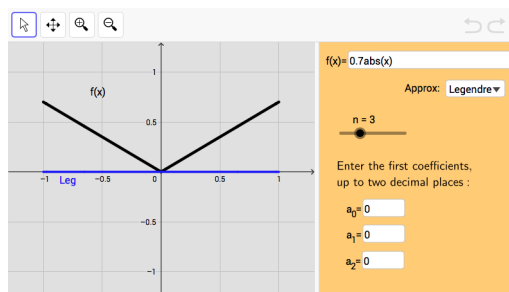 f(x)= 0.7abs(x)
Approx: Legendre
n = 3
Enter the first coefficients,
up to two decimal places :
a0= 0
a1= 0
a2= 0
f(x)
Leg
1
0.5
−1 −0.5 0 0.5 1
−0.5
−1